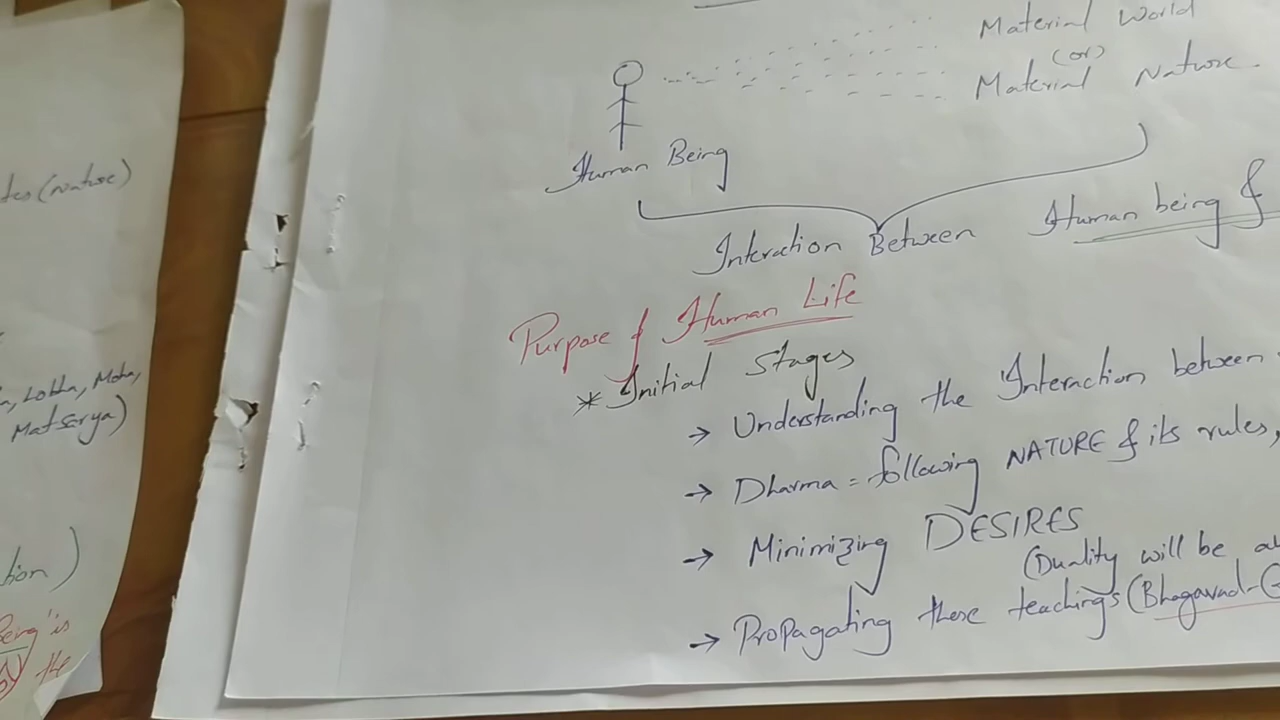 Material World
(or)
Material Nature
Human Being
Interaction Between Human being &
Purpose of Human Life
* Initial Stages
→ Understanding the Interaction between
→ Dharma = following NATURE & its rules,
→ Minimizing DESIRES
(Duality will be
→ Propagating these teachings (Bhagavad-G
(Nature)
Lobha, Moha,
Matsarya)
tion)
Being is
the